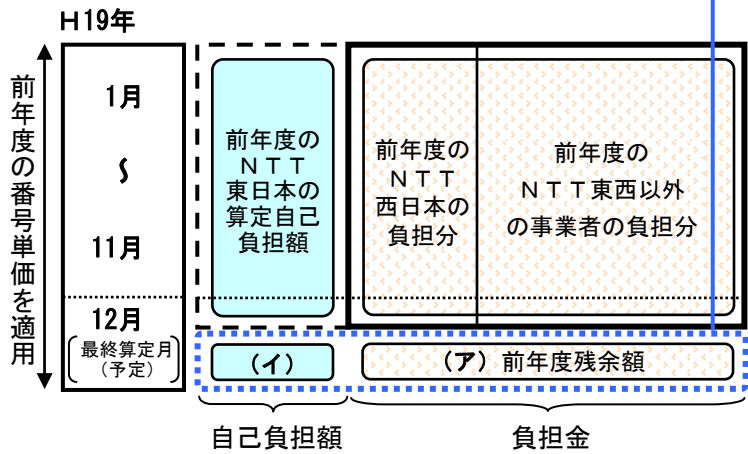 H19年
前年度の番号単価を適用
1月
～
11月
12月
最終算定月
（予定）
前年度の
ＮＴＴ
東日本の
算定自己
負担額
前年度の
ＮＴＴ
西日本の
負担分
前年度の
ＮＴＴ東西以外
の事業者の負担分
（イ）
（ア）前年度残余額
自己負担額
負担金